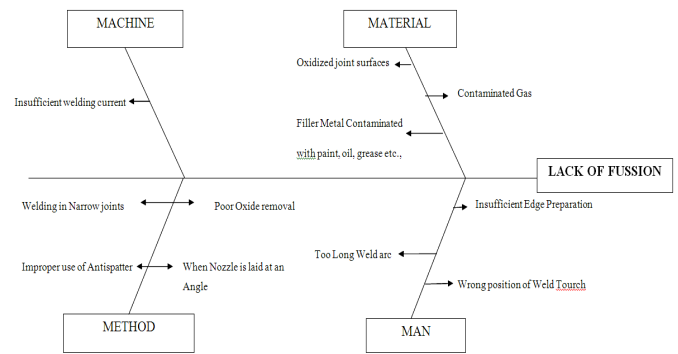 MACHINE
MATERIAL
Oxidized joint surfaces
Contaminated Gas
Insufficient welding current
Filler Metal Contaminated
with paint, oil, grease etc.,
LACK OF FUSSION
Welding in Narrow joints
Poor Oxide removal
Insufficient Edge Preparation
Too Long Weld arc
Improper use of Antispatter
When Nozzle is laid at an
Angle
Wrong position of Weld Tourch
METHOD
MAN